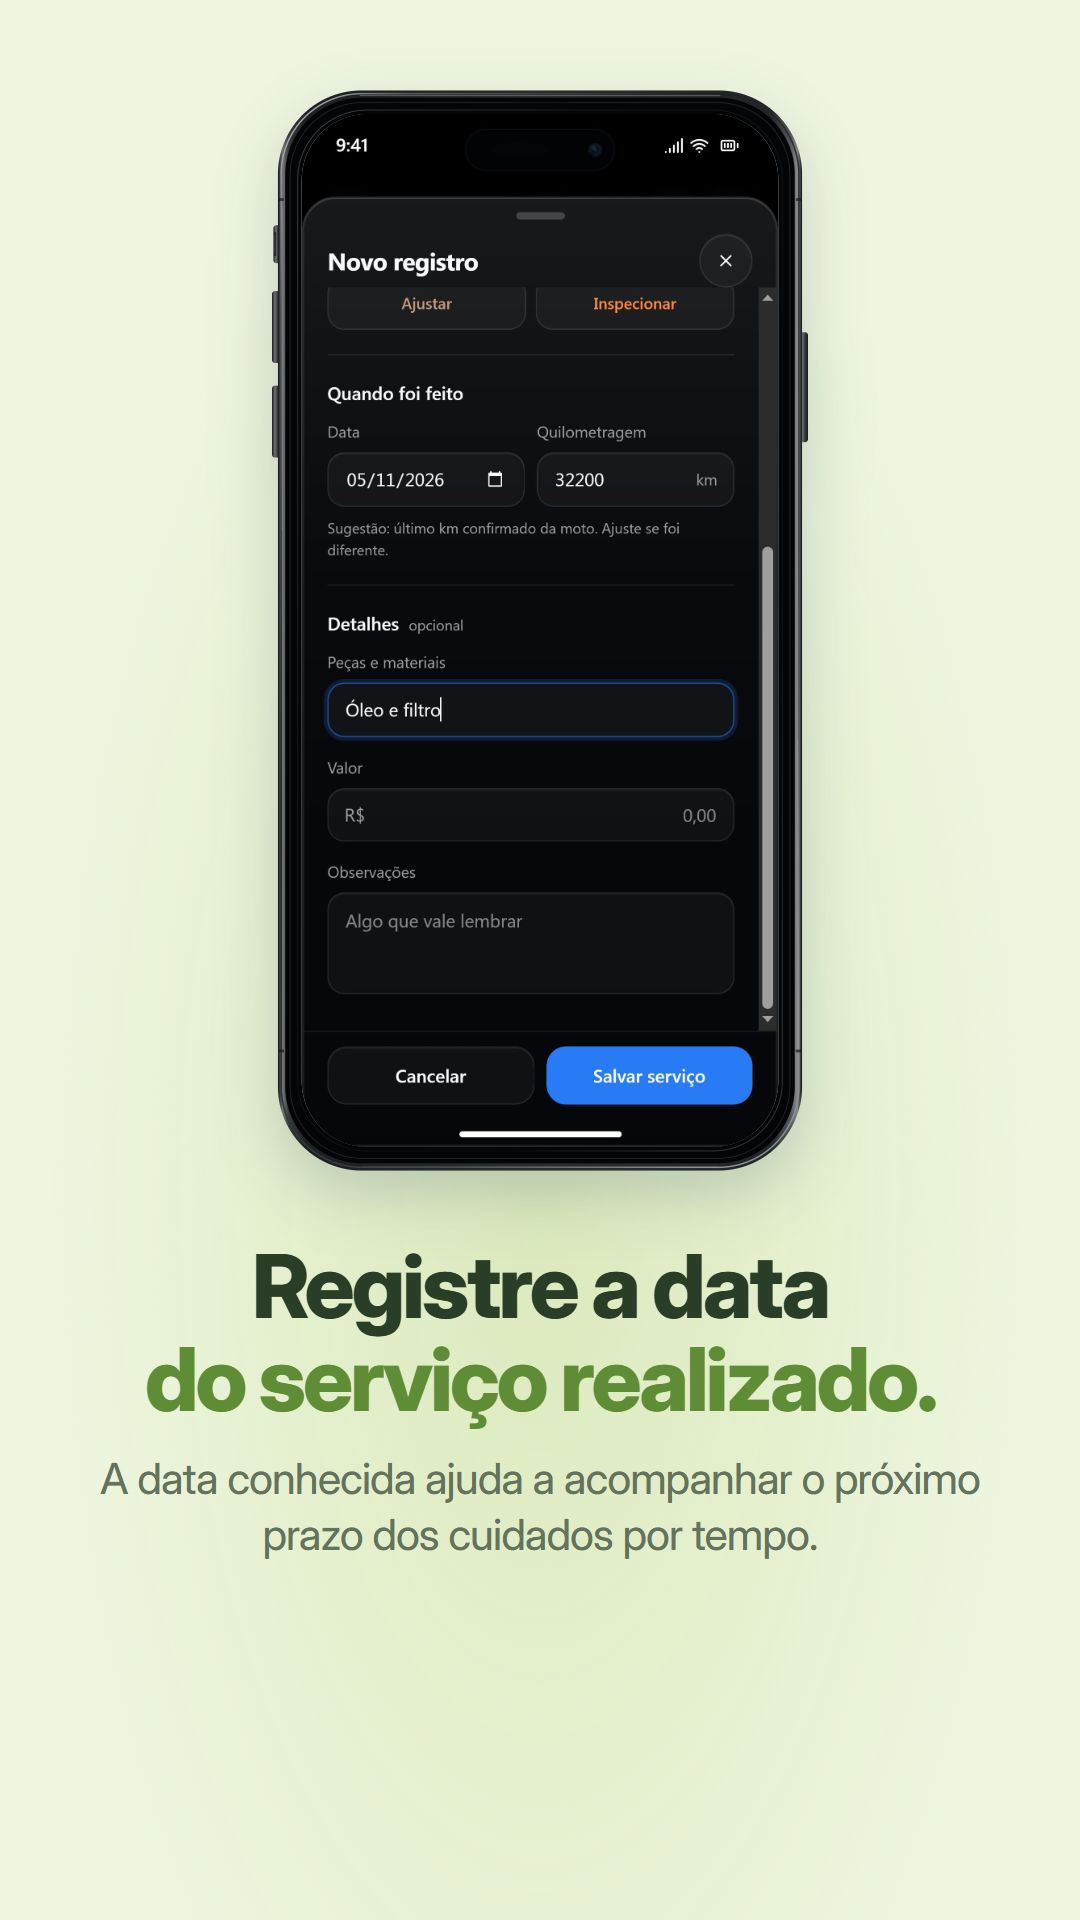 9:41
Novo registro
Ajustar
Inspecionar
Quando foi feito
Data
Quilometragem
05/11/2026
32200
km
Sugestão: último km confirmado da moto. Ajuste se foi
diferente.
Detalhes opcional
Peças e materiais
Óleo e filtro
Valor
R$
0,00
Observações
Algo que vale lembrar
Cancelar
Salvar serviço
Registre a data
do serviço realizado.
A data conhecida ajuda a acompanhar o próximo
prazo dos cuidados por tempo.